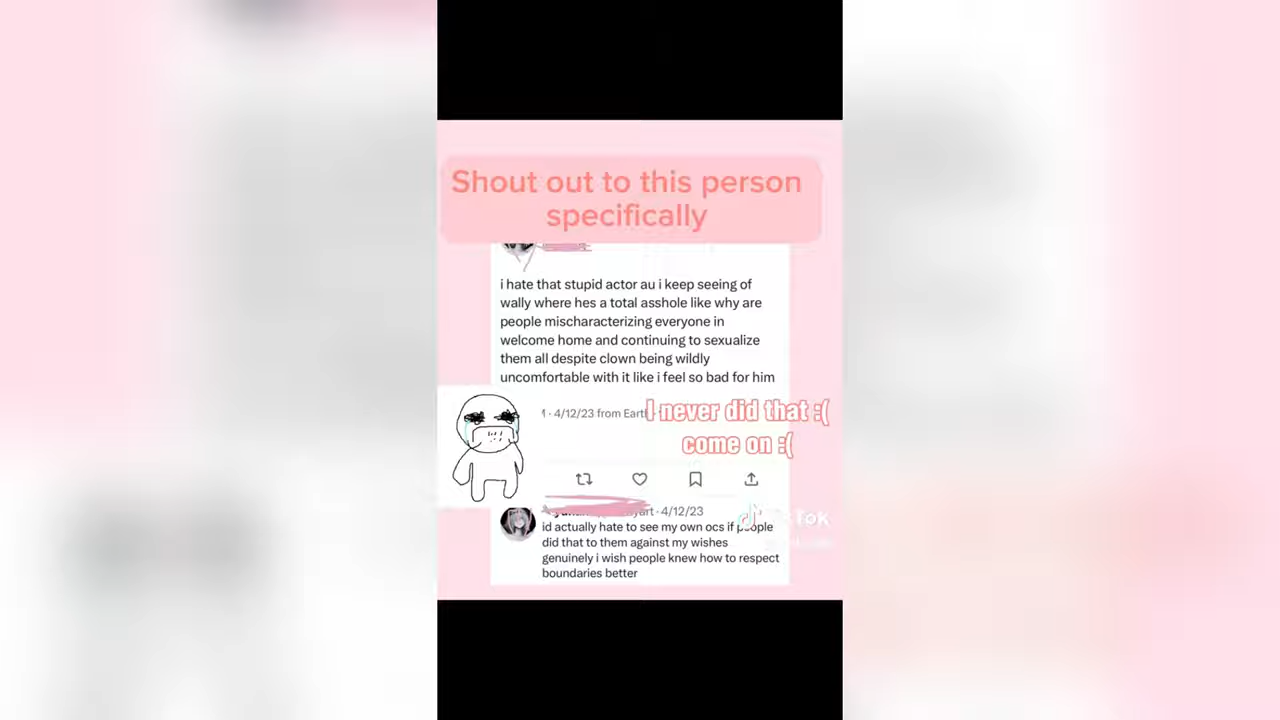 Shout out to this person
specifically
i hate that stupid actor au i keep seeing of
wally where hes a total asshole like why are
people mischaracterizing everyone in
welcome home and continuing to sexualize
them all despite clown being wildly
uncomfortable with it like i feel so bad for him
· 4/12/23 from Earth
I never did that :(
come on :(
· 4/12/23
TikTok
id actually hate to see my own ocs if people
did that to them against my wishes
genuinely i wish people knew how to respect
boundaries better